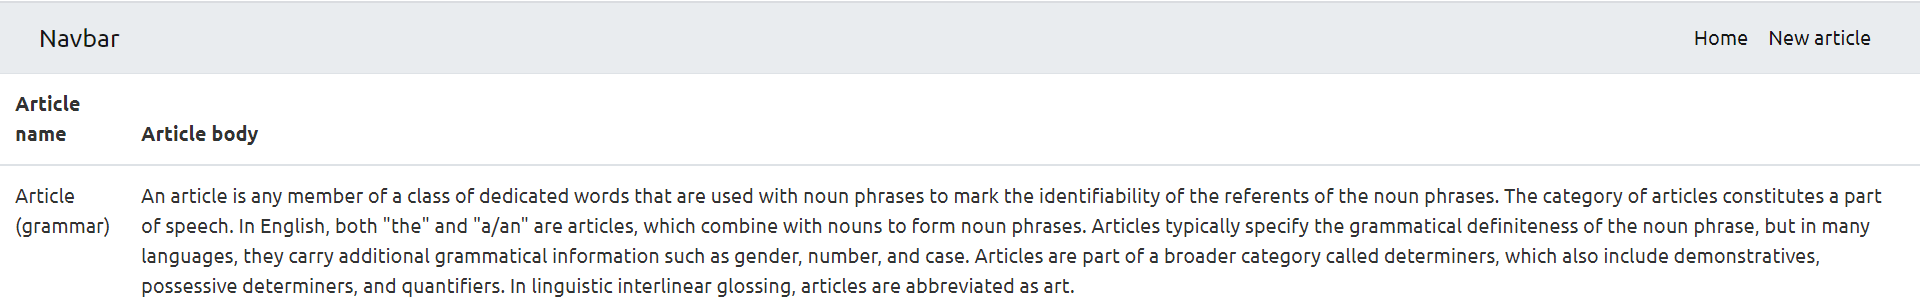 Navbar
Home New article
Article
name
Article body
Article
(grammar)
An article is any member of a class of dedicated words that are used with noun phrases to mark the identifiability of the referents of the noun phrases. The category of articles constitutes a part
of speech. In English, both "the" and "a/an" are articles, which combine with nouns to form noun phrases. Articles typically specify the grammatical definiteness of the noun phrase, but in many
languages, they carry additional grammatical information such as gender, number, and case. Articles are part of a broader category called determiners, which also include demonstratives,
possessive determiners, and quantifiers. In linguistic interlinear glossing, articles are abbreviated as art.